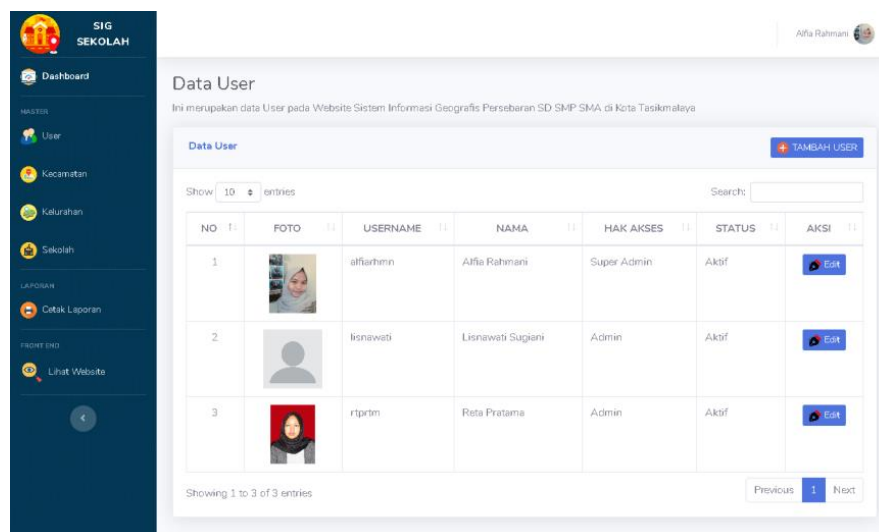 SIG
SEKOLAH
Alfia Rahmani
Dashboard
MASTER
User
Kecamatan
Kelurahan
Sekolah
LAPORAN
Cetak Laporan
FRONT END
Lihat Website
Data User
Ini merupakan data User pada Website Sistem Informasi Geografis Persebaran SD SMP SMA di Kota Tasikmalaya
Data User
TAMBAH USER
Show 10 entries
Search:
NO FOTO USERNAME NAMA HAK AKSES STATUS AKSI
1 alfiarhmn Alfia Rahmani Super Admin Aktif Edit
2 lisnawati Lisnawati Sugiani Admin Aktif Edit
3 rtprtm Reta Pratama Admin Aktif Edit
Showing 1 to 3 of 3 entries
Previous 1 Next